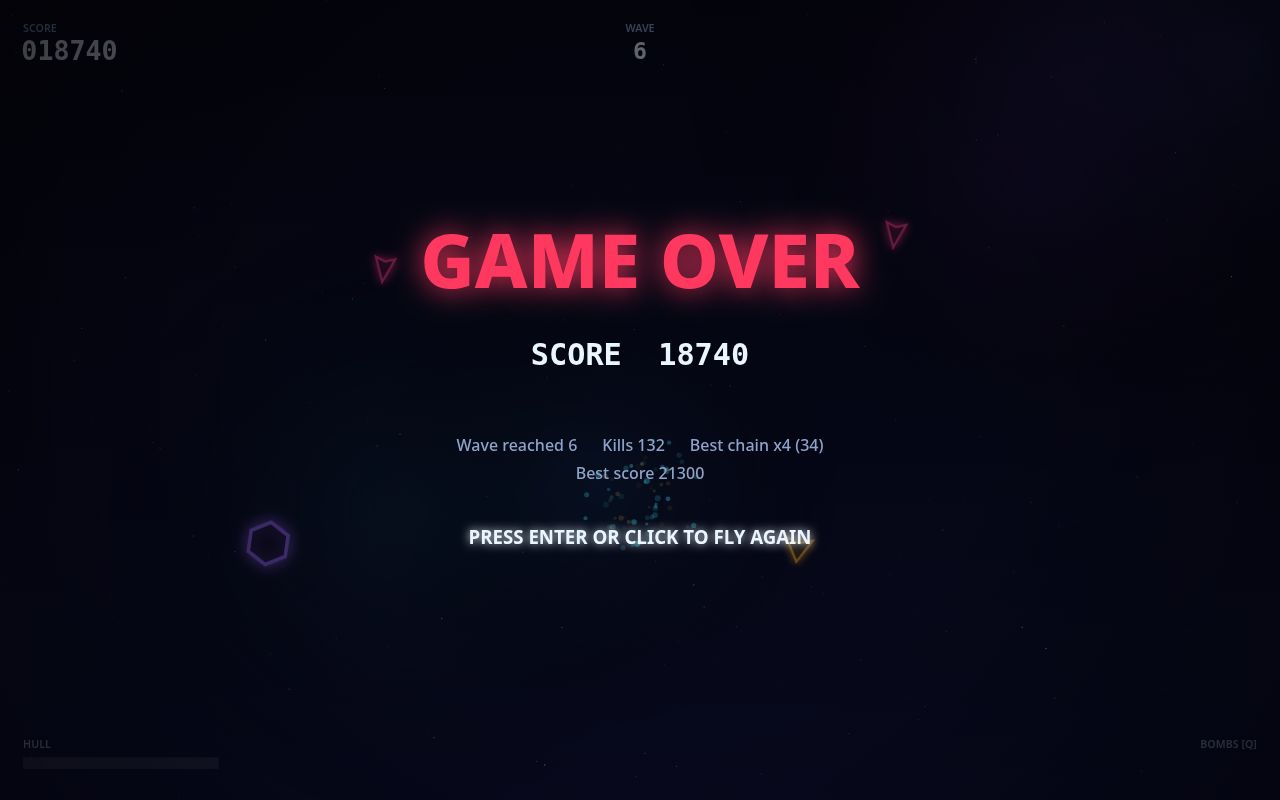 SCORE
018740
WAVE
6
GAME OVER
SCORE 18740
Wave reached 6 Kills 132 Best chain x4 (34)
Best score 21300
PRESS ENTER OR CLICK TO FLY AGAIN
HULL
BOMBS [Q]